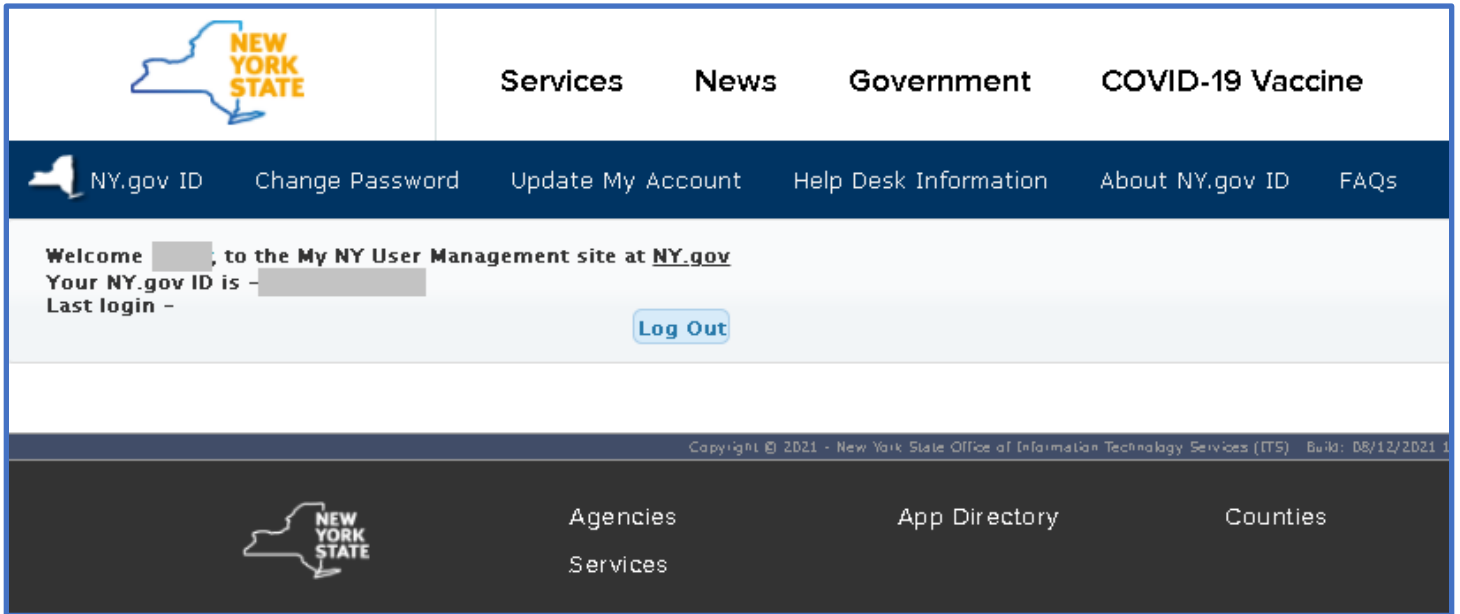 NEW
YORK
STATE
Services News Government COVID-19 Vaccine
NY.gov ID Change Password Update My Account Help Desk Information About NY.gov ID FAQs
Welcome , to the My NY User Management site at NY.gov
Your NY.gov ID is –
Last login –
Log Out
Copyright © 2021 - New York State Office of Information Technology Services (ITS) Build: 08/12/2021 1
NEW
YORK
STATE
Agencies App Directory Counties
Services